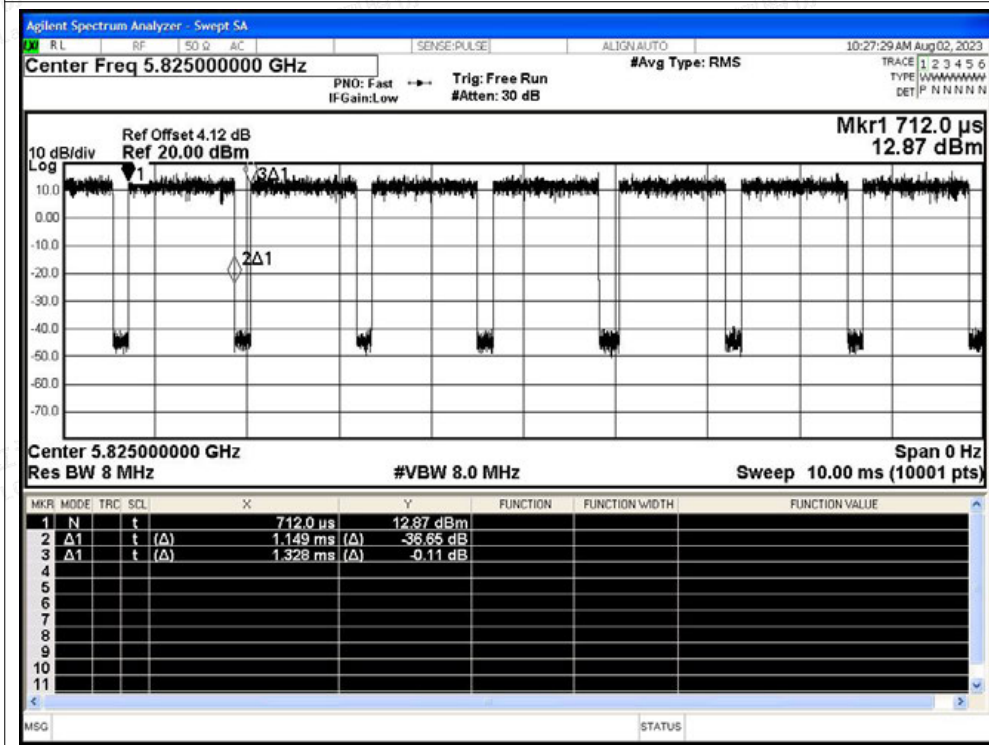 Agilent Spectrum Analyzer - Swept SA
RL RF 50 Ω AC SENSE:PULSE ALIGN AUTO 10:27:29 AM Aug 02, 2023
Center Freq 5.825000000 GHz #Avg Type: RMS TRACE 1 2 3 4 5 6
PNO: Fast Trig: Free Run TYPE WWWWWW
IFGain:Low #Atten: 30 dB DET P N N N N N
Mkr1 712.0 µs
Ref Offset 4.12 dB
10 dB/div Ref 20.00 dBm 12.87 dBm
Log
1 3Δ1
10.0
0.00
-10.0
2Δ1
-20.0
-30.0
-40.0
-50.0
-60.0
-70.0
Center 5.825000000 GHz Span 0 Hz
Res BW 8 MHz #VBW 8.0 MHz Sweep 10.00 ms (10001 pts)
MKR MODE TRC SCL X Y FUNCTION FUNCTION WIDTH FUNCTION VALUE
1 N t 712.0 µs 12.87 dBm
2 Δ1 t (Δ) 1.149 ms (Δ) -36.65 dB
3 Δ1 t (Δ) 1.328 ms (Δ) -0.11 dB
4
5
6
7
8
9
10
11
MSG STATUS